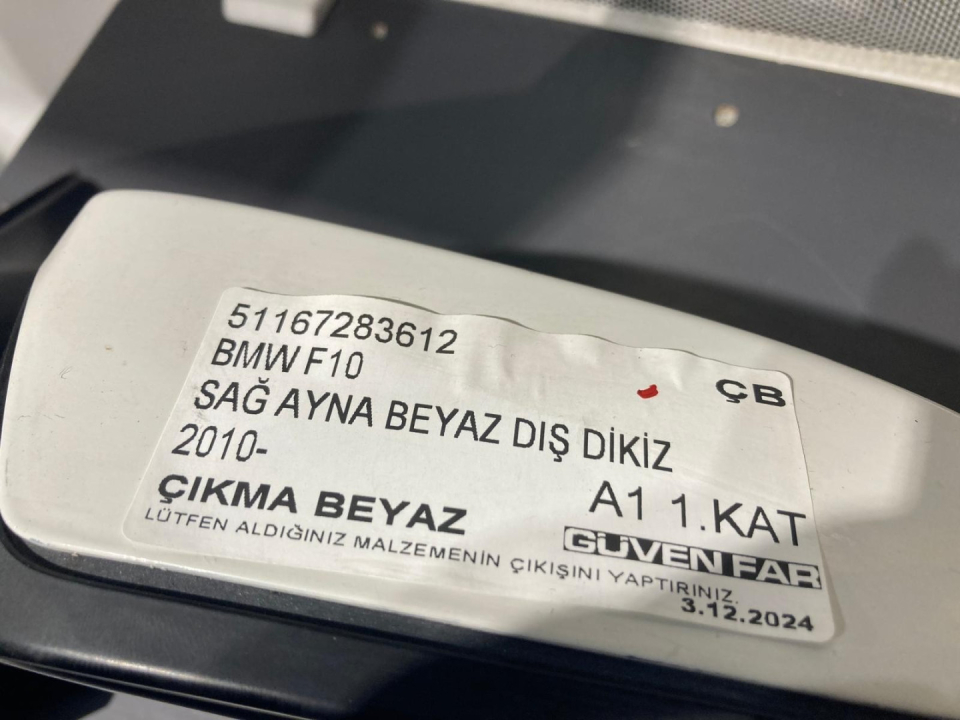 51167283612
BMW F10
ÇB
SAĞ AYNA BEYAZ DIŞ DİKİZ
2010-
A1 1.KAT
ÇIKMA BEYAZ
GÜVEN FAR
LÜTFEN ALDIĞINIZ MALZEMENİN ÇIKIŞINI YAPTIRINIZ.
3.12.2024